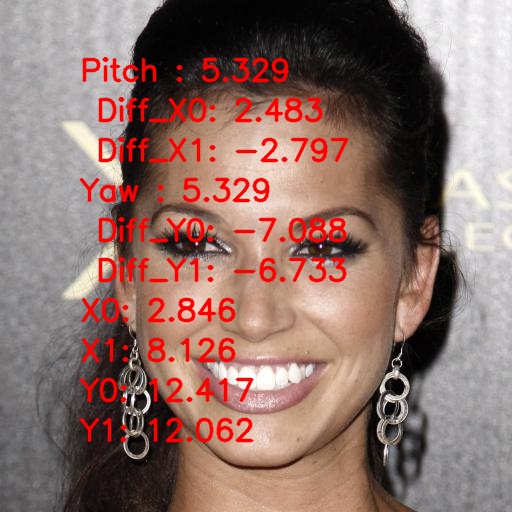 Pitch : 5.329
Diff_X0: 2.483
Diff_X1: -2.797
Yaw : 5.329
Diff_Y0: -7.088
Diff_Y1: -6.733
X0: 2.846
X1: 8.126
Y0: 12.417
Y1: 12.062